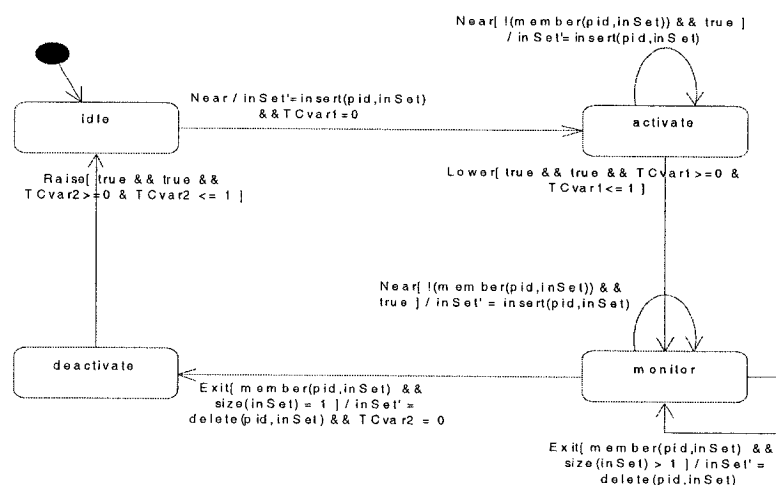 Near[ !(member(pid,inSet)) && true ]
/ inSet'= insert(pid,inSet)
Near / inSet'=insert(pid,inSet)
&&TCvar1=0
idle
activate
Raise[ true && true &&
TCvar2>=0 & TCvar2 <= 1 ]
Lower[ true && true && TCvar1>=0 &
TCvar1<=1 ]
Near[ !(member(pid,inSet)) &&
true ] / inSet' = insert(pid,inSet)
deactivate
monitor
Exit[ member(pid,inSet) &&
size(inSet) = 1 ] / inSet' =
delete(pid,inSet) && TCvar2 = 0
Exit[ member(pid,inSet) &&
size(inSet) > 1 ] / inSet' =
delete(pid,inSet)